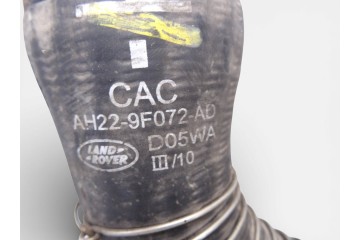 CAC
AH22-9F072-AD
LAND ROVER
D05WA
III/10